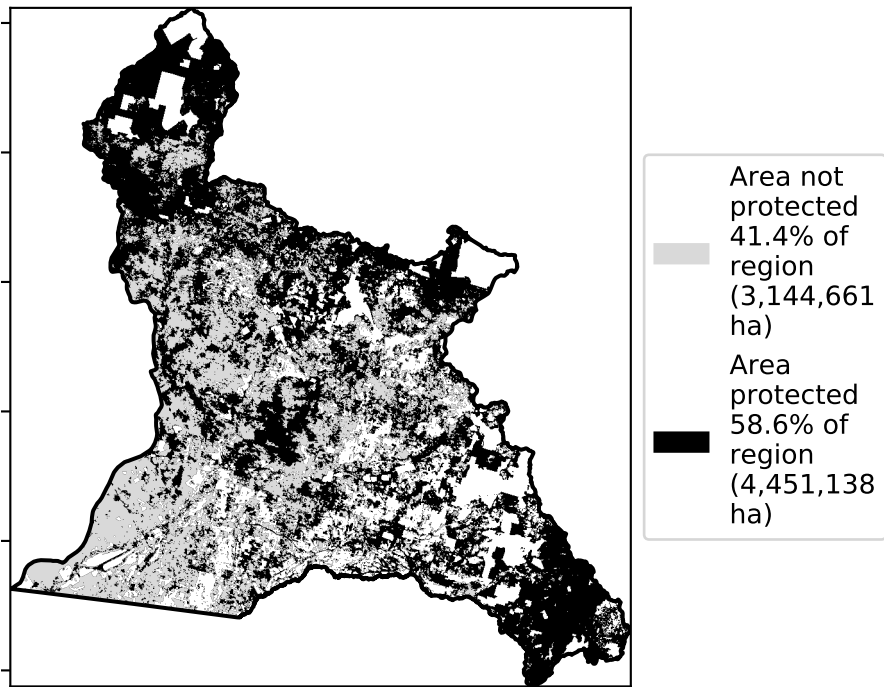 Area not
protected
41.4% of
region
(3,144,661
ha)
Area
protected
58.6% of
region
(4,451,138
ha)